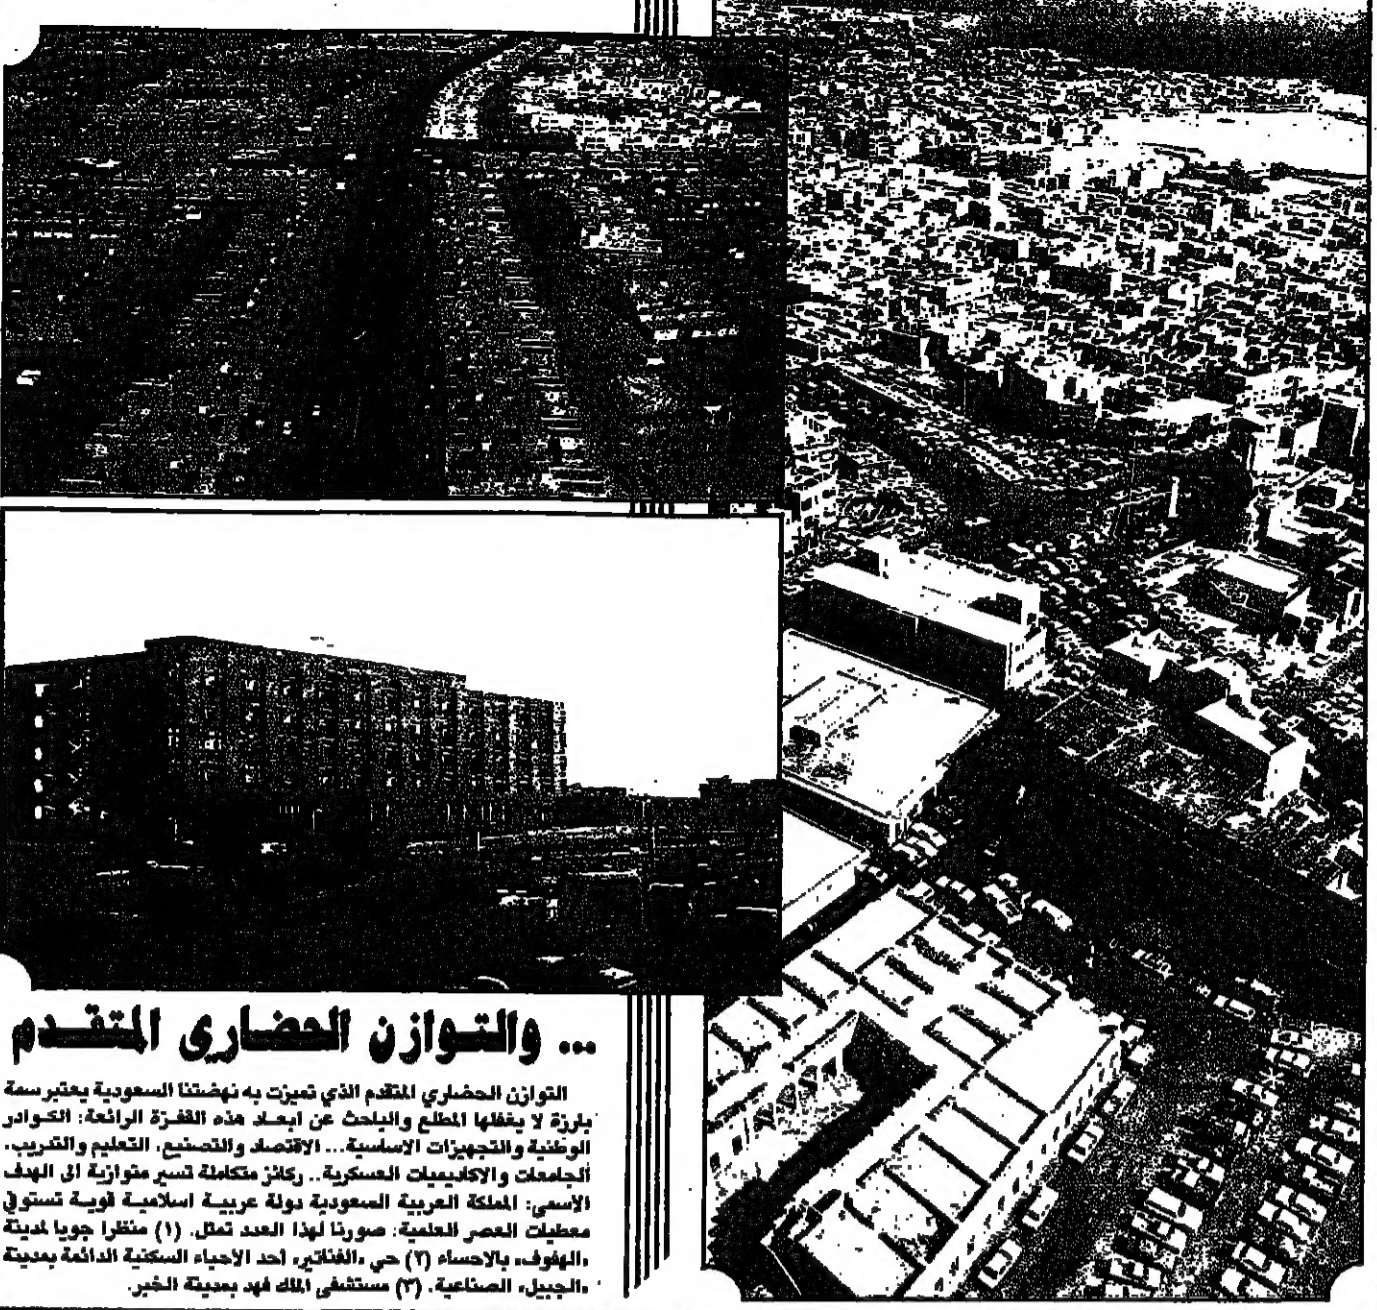 ... والتوازن الحضارى المتقدم
التوازن الحضاري المتقدم الذي تميزت به نهضتنا السعودية يعتبر سمة
بارزة لا يغفلها المطلع والباحث عن ابعاد هذه القفزة الرائعة: الكوادر
الوطنية والتجهيزات الاساسية... الاقتصاد والتصنيع. التعليم والتدريب.
الجامعات والاكاديميات العسكرية.. ركائز متكاملة تسير متوازية الى الهدف
الأسمى: المملكة العربية السعودية دولة عربية اسلامية قوية تستوفي
معطيات العصر العلمية: صورنا لهذا العدد تمثل. (١) منظرا جويا لمدينة
«الهفوف» بالاحساء (٢) حي «الفناتير» أحد الأحياء السكنية الدائمة بمدينة
«الجبيل» الصناعية. (٣) مستشفى الملك فهد بمدينة الخبر.